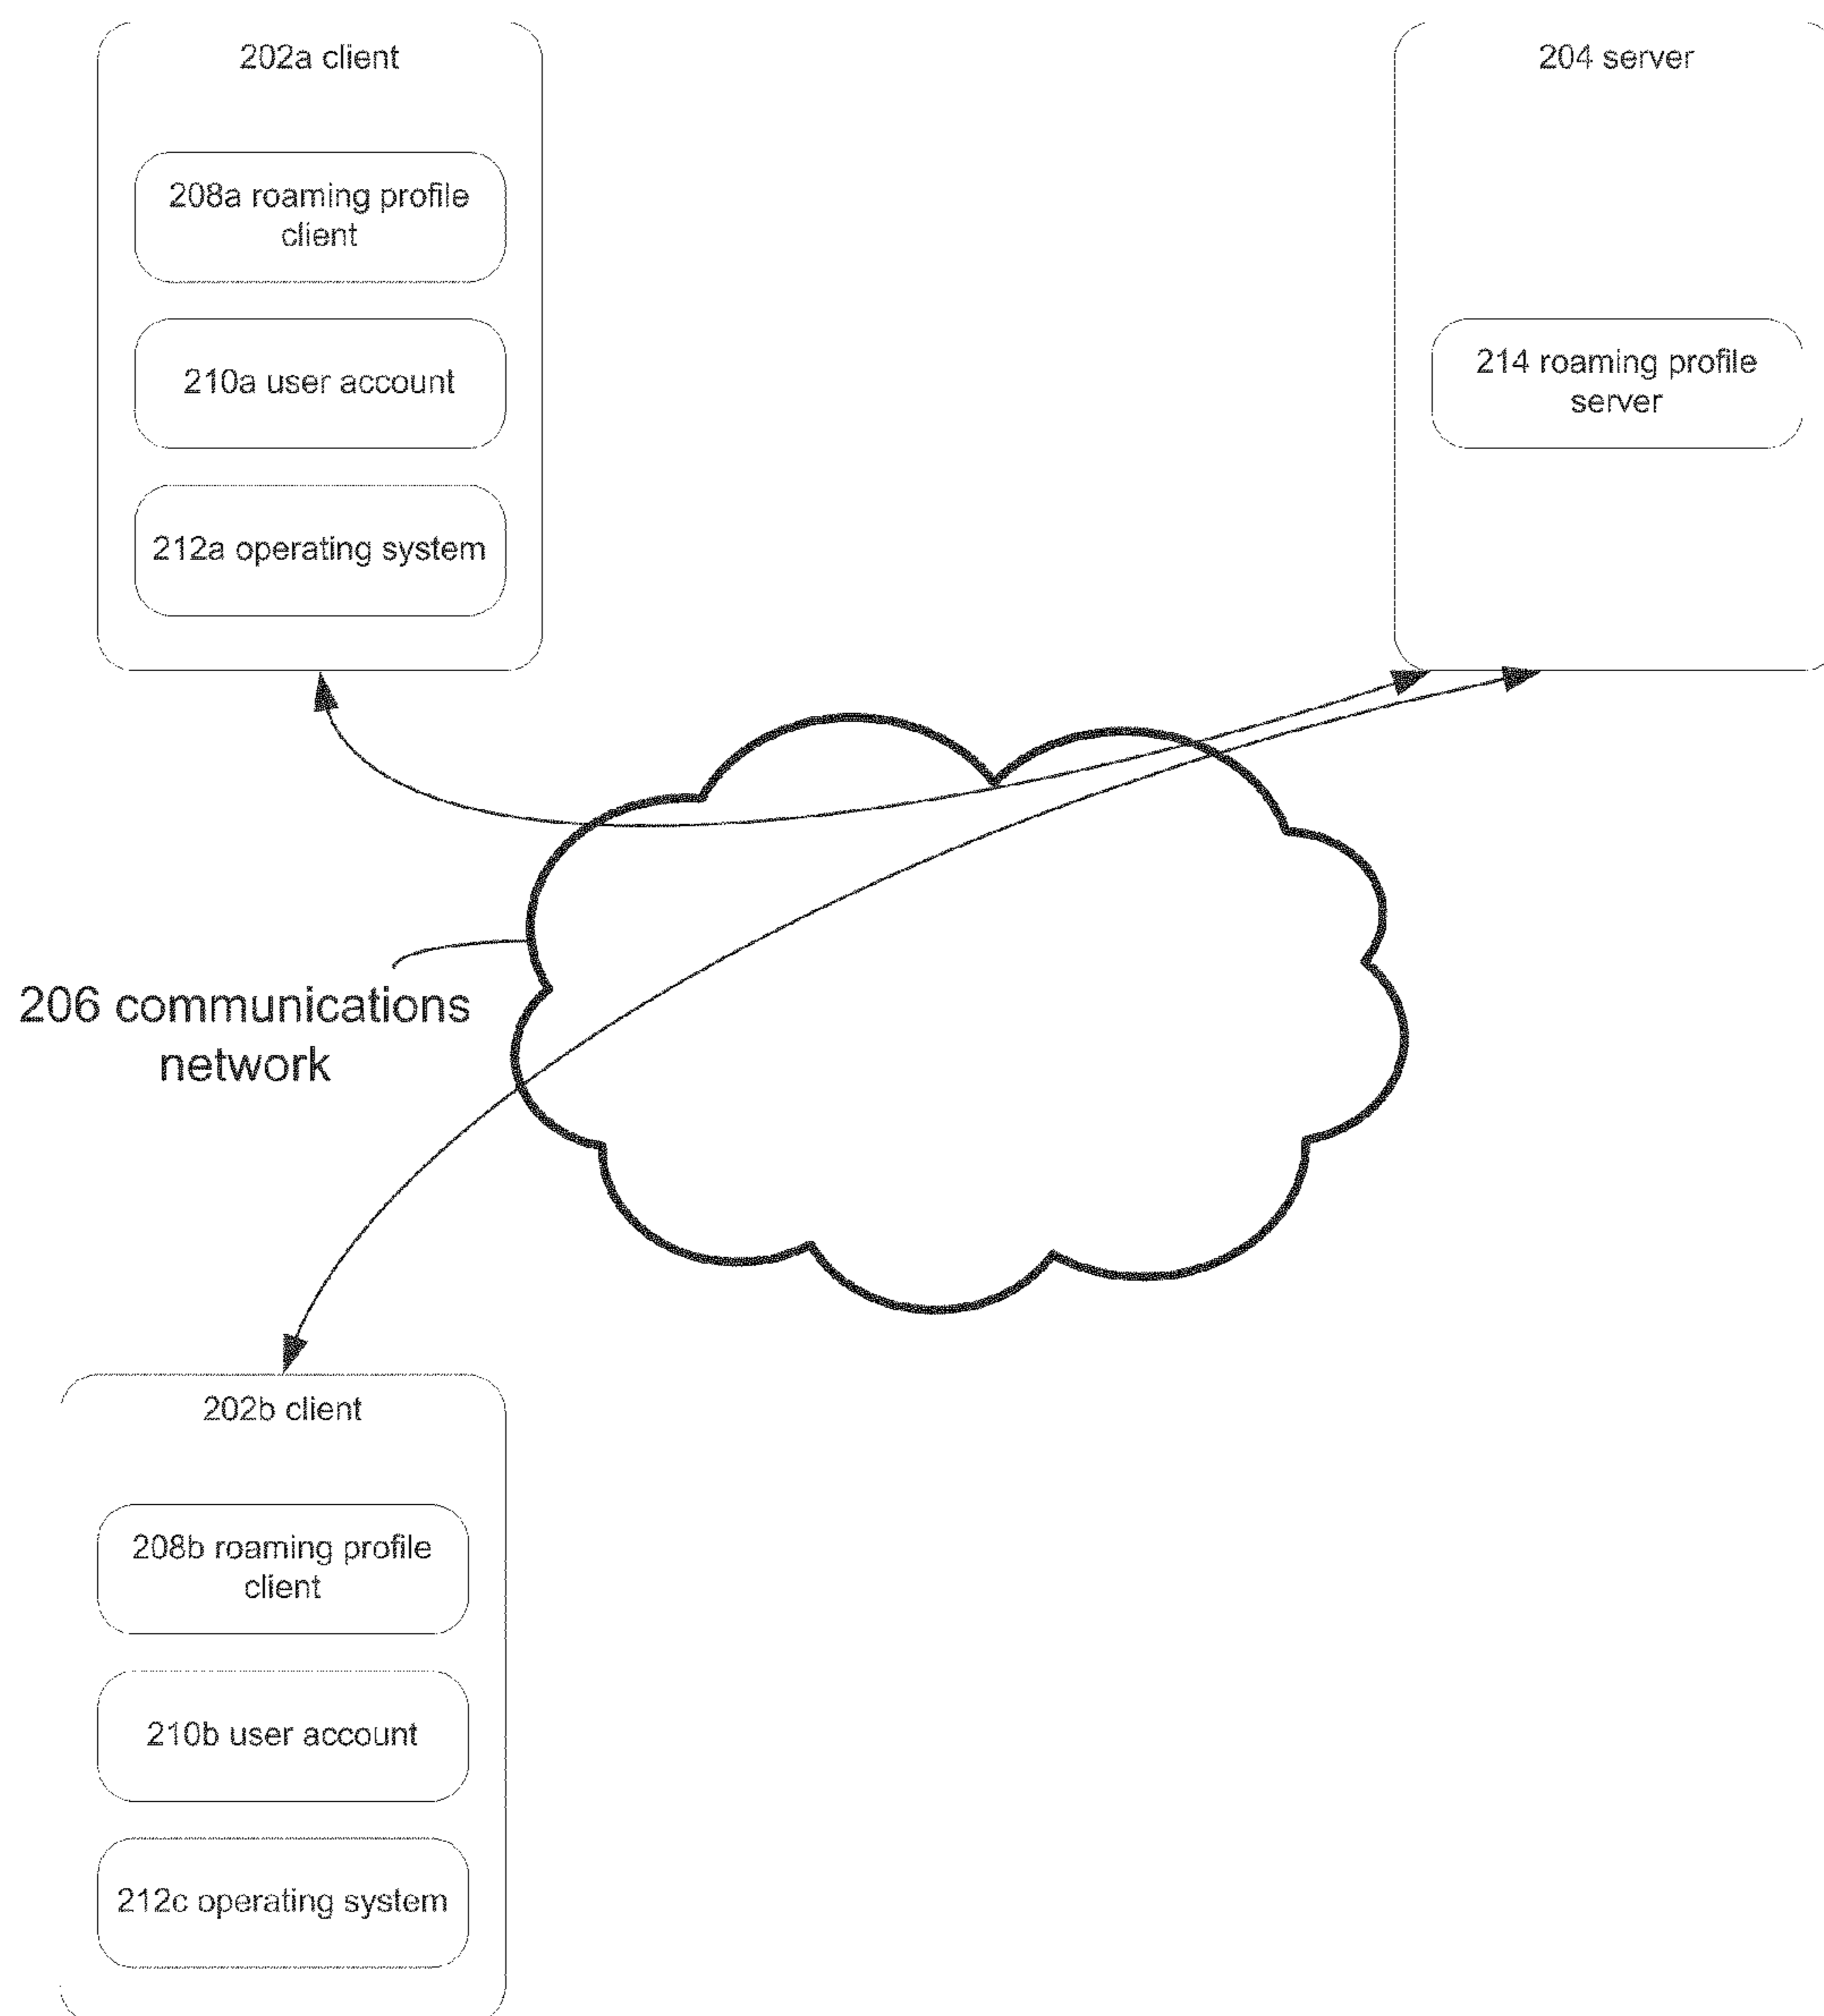 202a client
208a roaming profile
client
210a user account
212a operating system
204 server
214 roaming profile
server
206 communications
network
202b client
208b roaming profile
client
210b user account
212c operating system